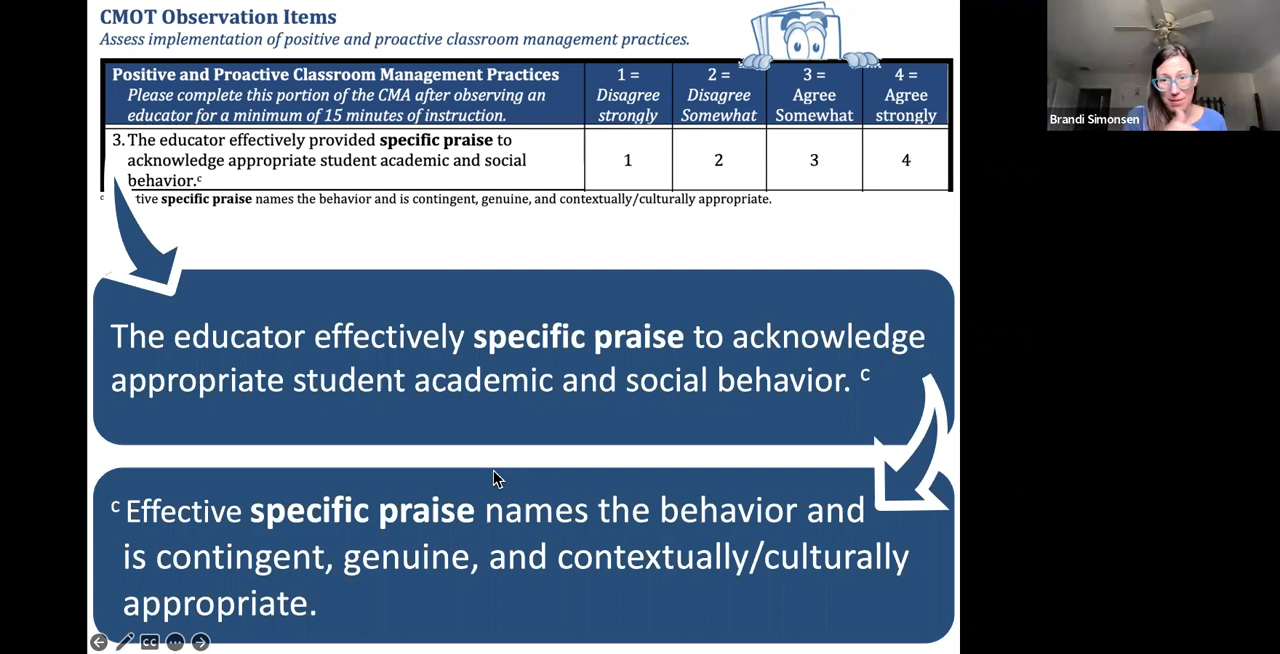 CMOT Observation Items
Assess implementation of positive and proactive classroom management practices.
Positive and Proactive Classroom Management Practices
Please complete this portion of the CMA after observing an
educator for a minimum of 15 minutes of instruction.
1 =
Disagree
strongly
2 =
Disagree
Somewhat
3 =
Agree
Somewhat
4 =
Agree
strongly
3. The educator effectively provided specific praise to
acknowledge appropriate student academic and social
behavior.ᶜ
1
2
3
4
ᶜ tive specific praise names the behavior and is contingent, genuine, and contextually/culturally appropriate.
The educator effectively specific praise to acknowledge
appropriate student academic and social behavior. ᶜ
ᶜ Effective specific praise names the behavior and
is contingent, genuine, and contextually/culturally
appropriate.
CC
Brandi Simonsen